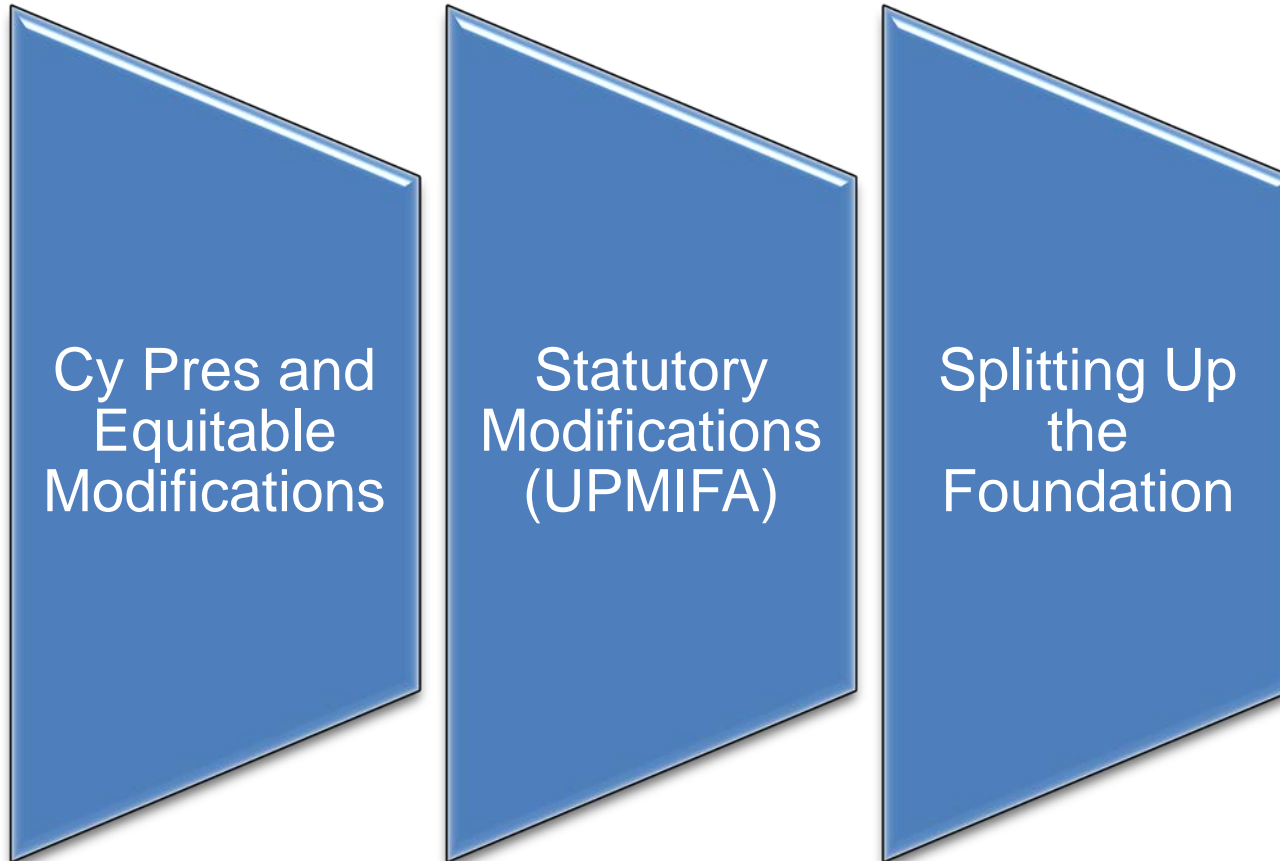 Cy Pres and
Equitable
Modifications
Statutory
Modifications
(UPMIFA)
Splitting Up
the
Foundation